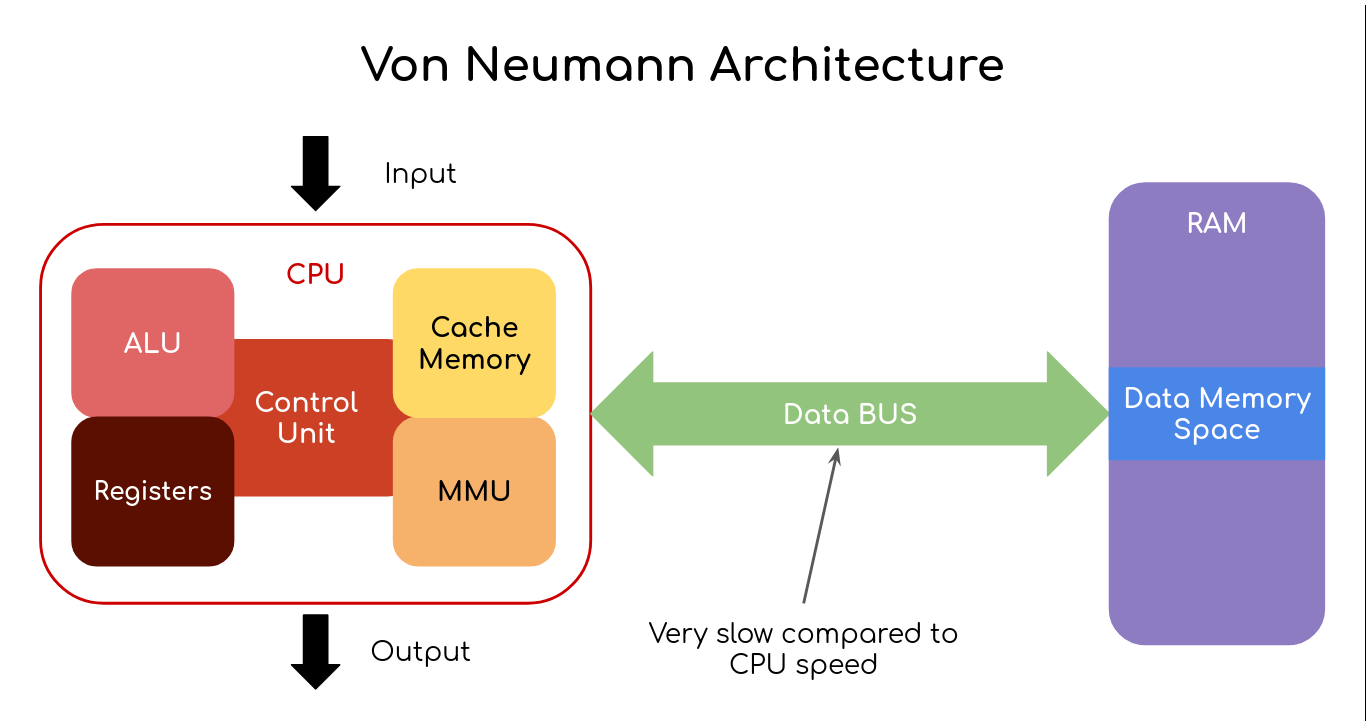 Von Neumann Architecture
Input
CPU
ALU
Cache
Memory
Control
Unit
Registers
MMU
Data BUS
RAM
Data Memory
Space
Very slow compared to
CPU speed
Output